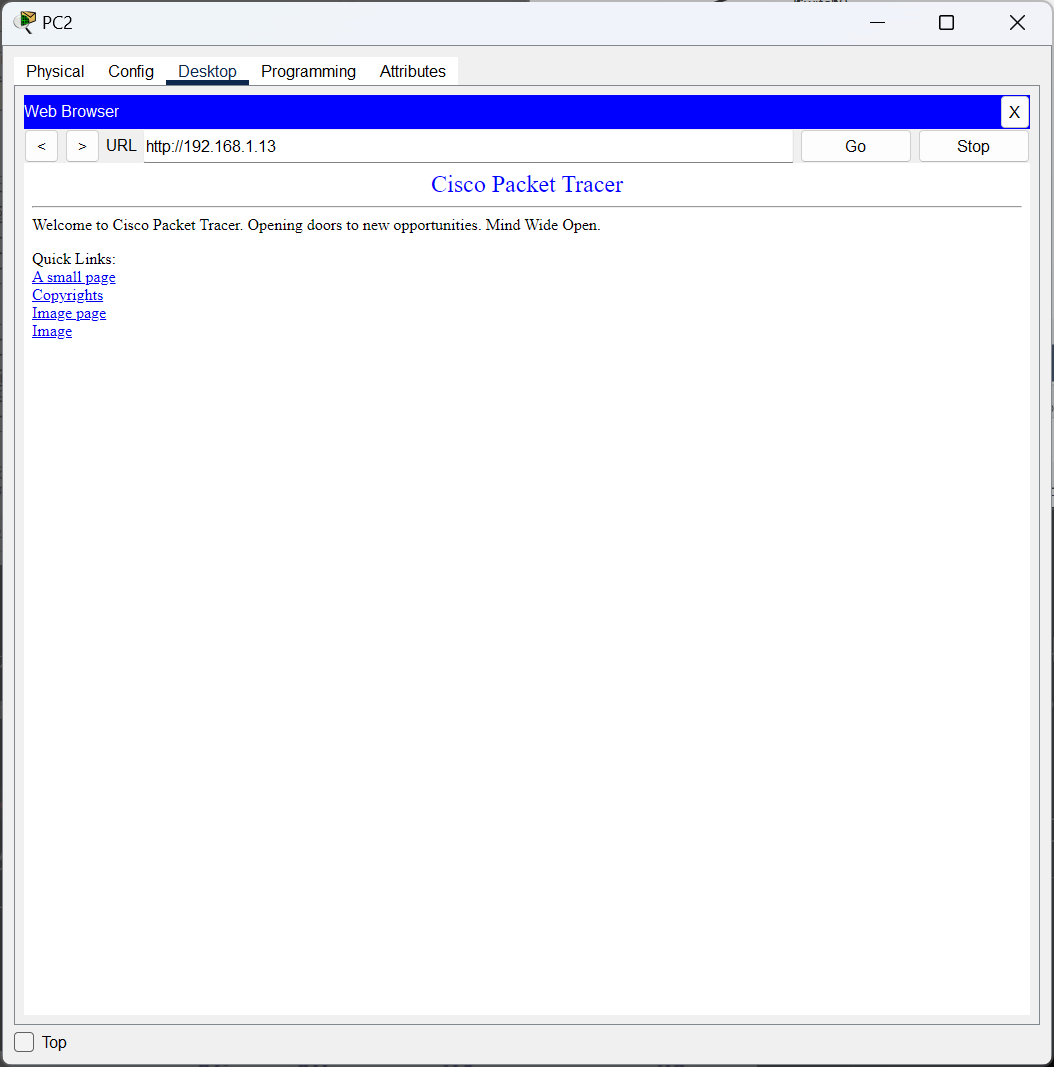 PC2
Physical Config Desktop Programming Attributes
Web Browser X
< > URL http://192.168.1.13 Go Stop
Cisco Packet Tracer
Welcome to Cisco Packet Tracer. Opening doors to new opportunities. Mind Wide Open.
Quick Links:
A small page
Copyrights
Image page
Image
Top